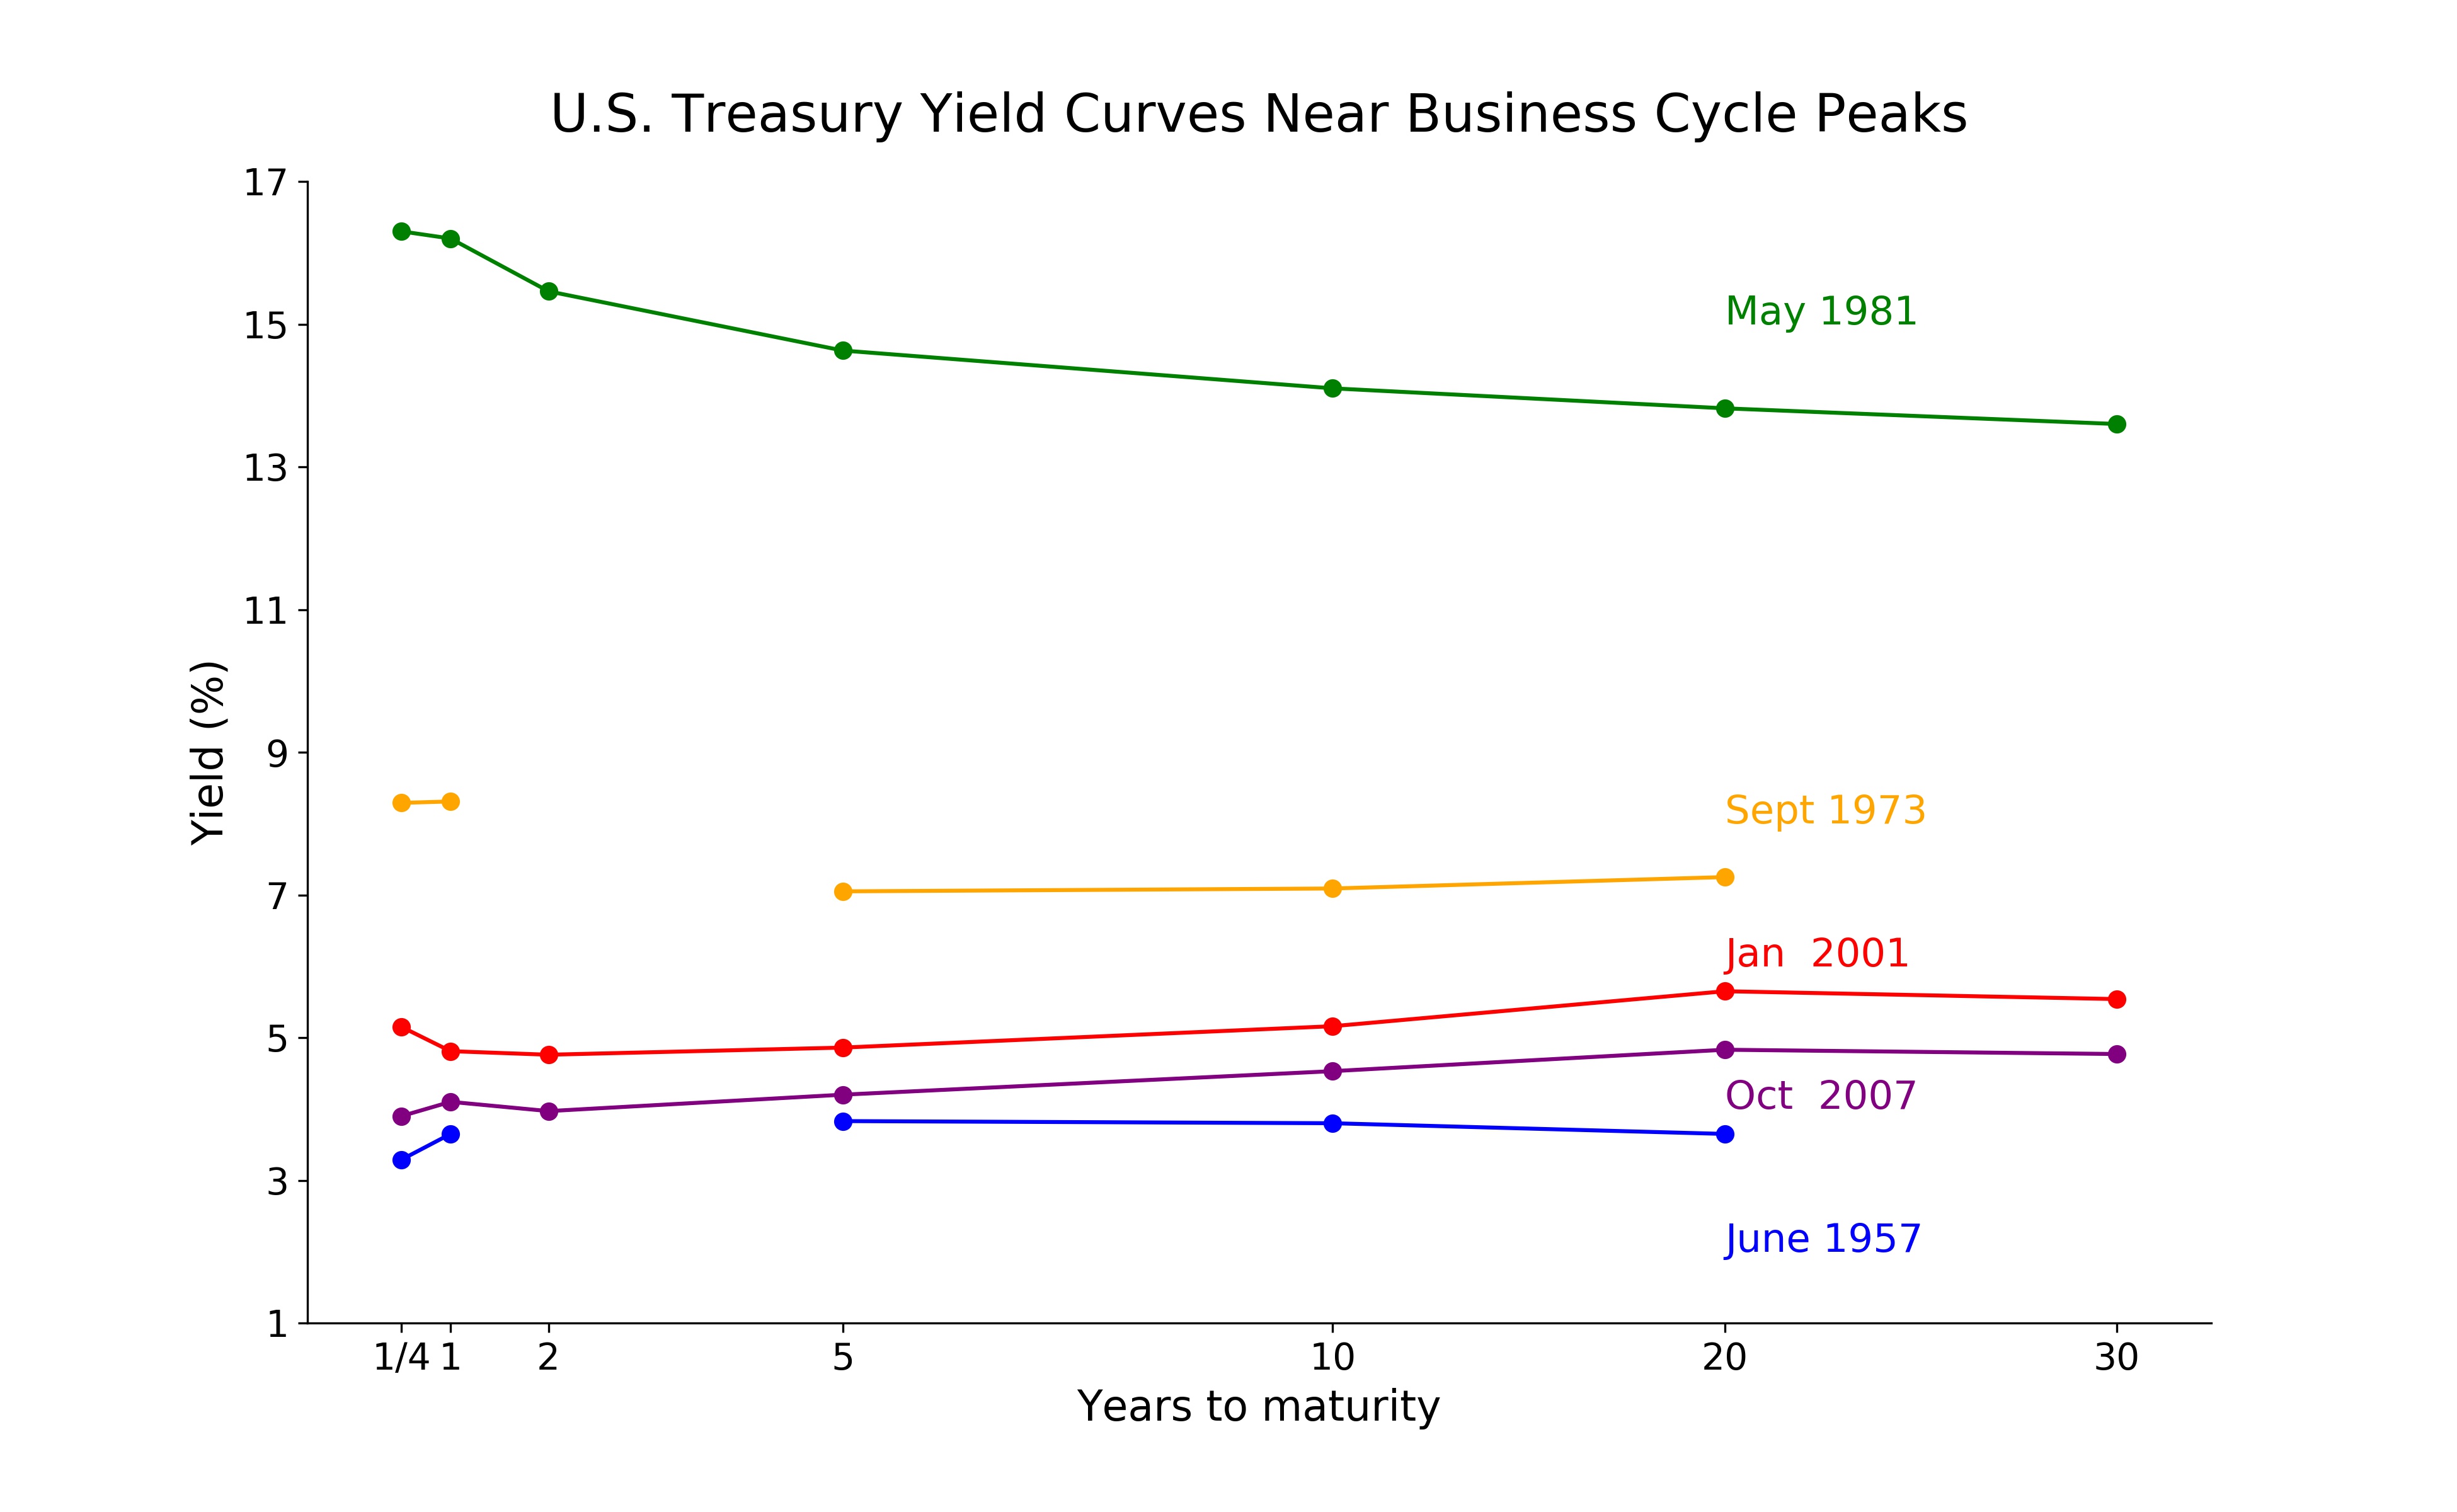 U.S. Treasury Yield Curves Near Business Cycle Peaks
17
15
13
11
9
7
5
3
1
Yield (%)
May 1981
Sept 1973
Jan  2001
Oct  2007
June 1957
1/4 1 2 5 10 20 30
Years to maturity